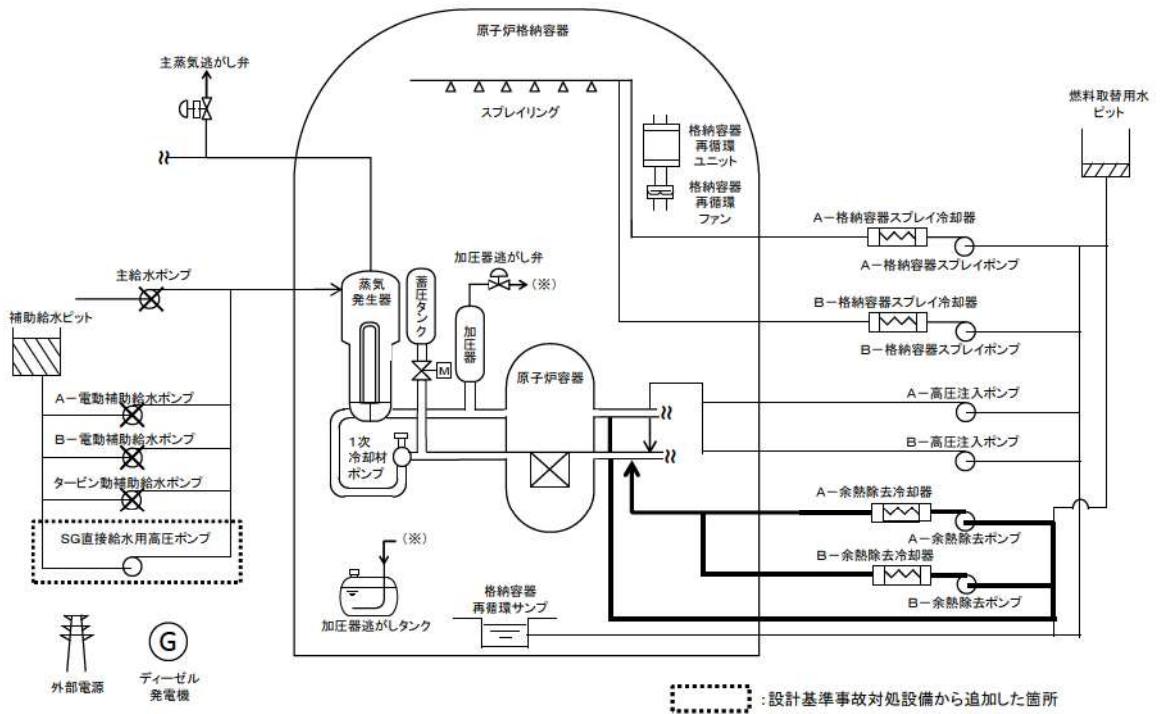 原子炉格納容器
主蒸気逃がし弁
スプレイリング
燃料取替用水
ピット
格納容器
再循環
ユニット
格納容器
再循環
ファン
A-格納容器スプレイ冷却器
A-格納容器スプレイポンプ
加圧器逃がし弁
(※)
主給水ポンプ
蒸気
発生器
蓄圧タンク
加圧器
補助給水ピット
B-格納容器スプレイ冷却器
B-格納容器スプレイポンプ
M
原子炉容器
A-電動補助給水ポンプ
A-高圧注入ポンプ
B-電動補助給水ポンプ
1次
冷却材
ポンプ
B-高圧注入ポンプ
タービン動補助給水ポンプ
A-余熱除去冷却器
A-余熱除去ポンプ
SG直接給水用高圧ポンプ
(※)
B-余熱除去冷却器
B-余熱除去ポンプ
格納容器
再循環サンプ
加圧器逃がしタンク
G
外部電源
ディーゼル
発電機
:設計基準事故対処設備から追加した箇所